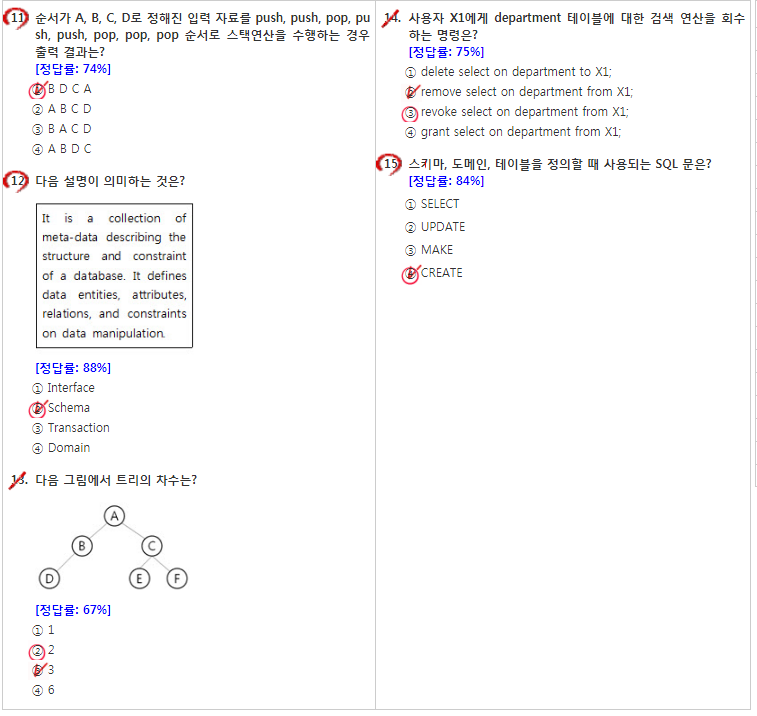 11. 순서가 A, B, C, D로 정해진 입력 자료를 push, push, pop, pu
sh, push, pop, pop, pop 순서로 스택연산을 수행하는 경우
출력 결과는?
[정답률: 74%]
① B D C A
② A B C D
③ B A C D
④ A B D C
12. 다음 설명이 의미하는 것은?
It is a collection of
meta-data describing the
structure and constraint
of a database. It defines
data entities, attributes,
relations, and constraints
on data manipulation.
[정답률: 88%]
① Interface
② Schema
③ Transaction
④ Domain
13. 다음 그림에서 트리의 차수는?
A
B C
D E F
[정답률: 67%]
① 1
② 2
③ 3
④ 6
14. 사용자 X1에게 department 테이블에 대한 검색 연산을 회수
하는 명령은?
[정답률: 75%]
① delete select on department to X1;
② remove select on department from X1;
③ revoke select on department from X1;
④ grant select on department from X1;
15. 스키마, 도메인, 테이블을 정의할 때 사용되는 SQL 문은?
[정답률: 84%]
① SELECT
② UPDATE
③ MAKE
④ CREATE